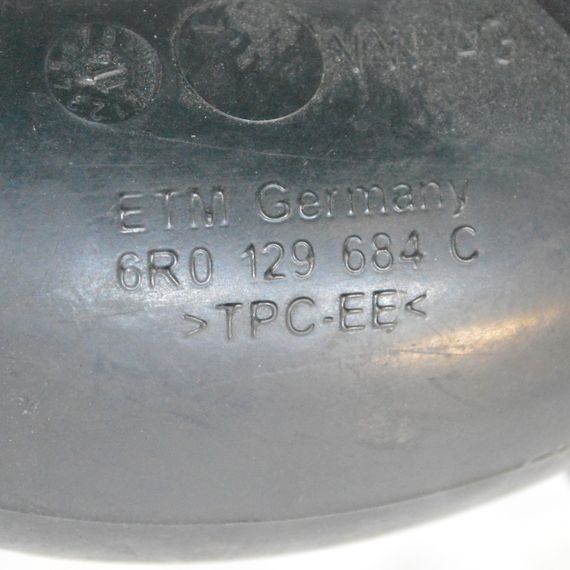 ETM Germany
6R0 129 684 C
>TPC-EE<